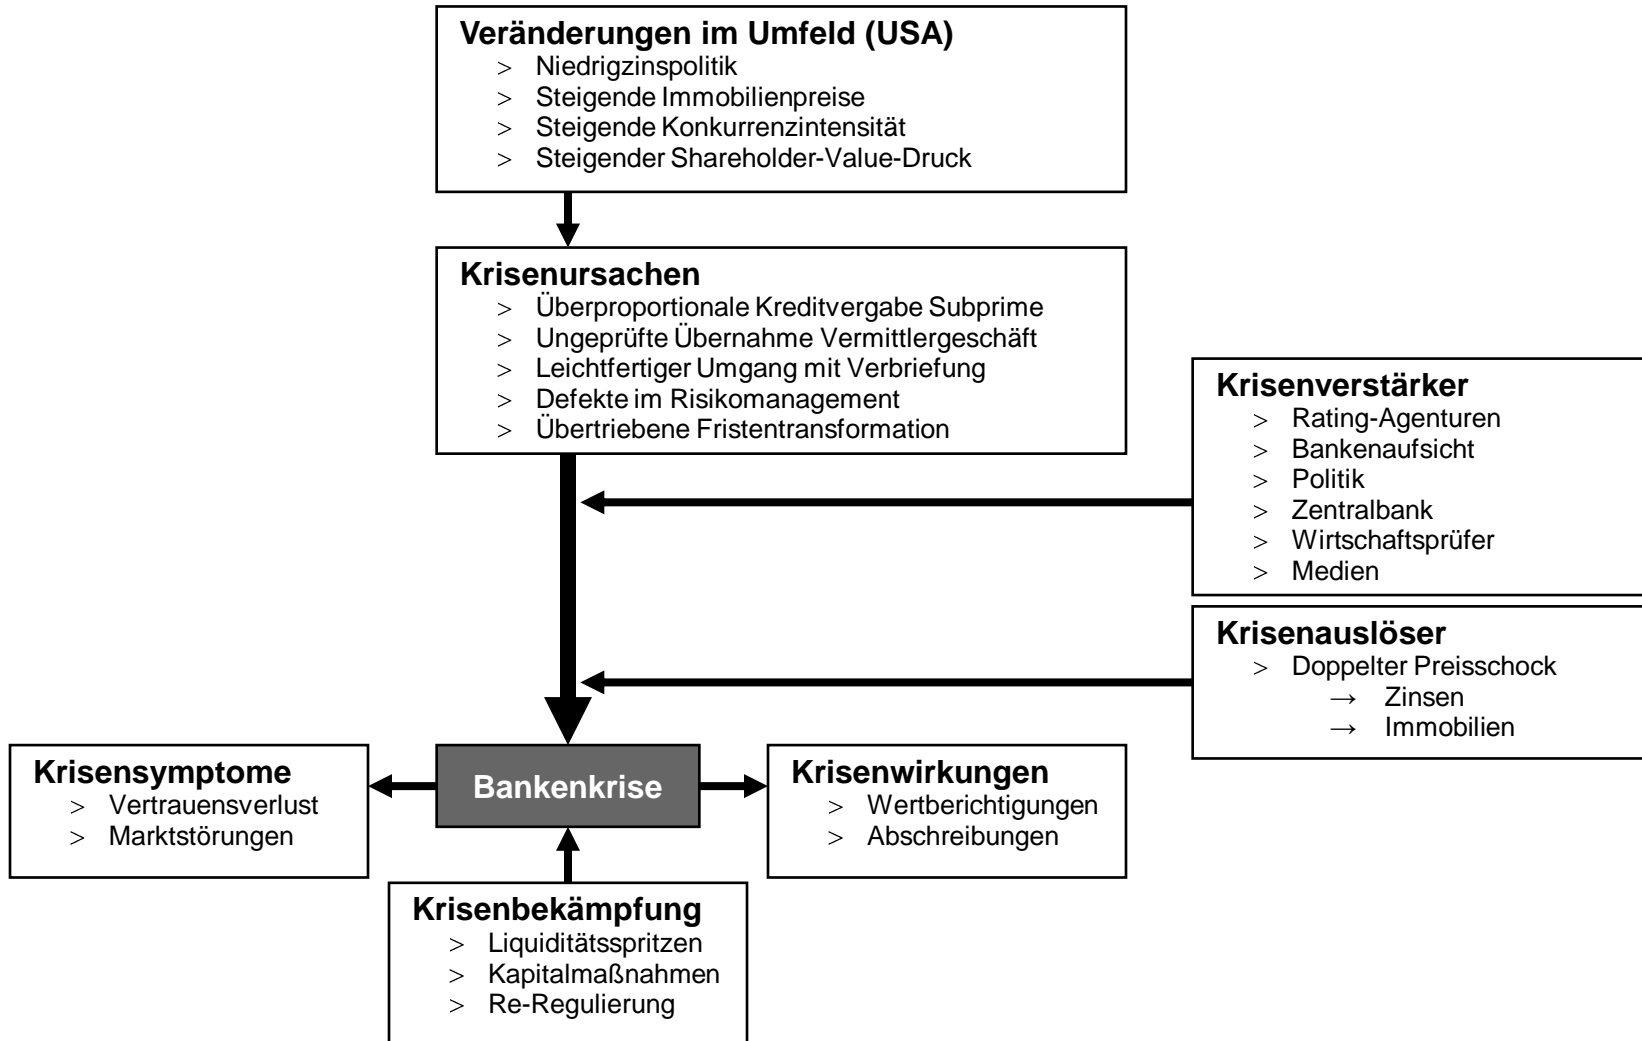 Veränderungen im Umfeld (USA)
> Niedrigzinspolitik
> Steigende Immobilienpreise
> Steigende Konkurrenzintensität
> Steigender Shareholder-Value-Druck
Krisenursachen
> Überproportionale Kreditvergabe Subprime
> Ungeprüfte Übernahme Vermittlergeschäft
> Leichtfertiger Umgang mit Verbriefung
> Defekte im Risikomanagement
> Übertriebene Fristentransformation
Krisenverstärker
> Rating-Agenturen
> Bankenaufsicht
> Politik
> Zentralbank
> Wirtschaftsprüfer
> Medien
Krisenauslöser
> Doppelter Preisschock
→ Zinsen
→ Immobilien
Krisensymptome
> Vertrauensverlust
> Marktstörungen
Bankenkrise
Krisenwirkungen
> Wertberichtigungen
> Abschreibungen
Krisenbekämpfung
> Liquiditätsspritzen
> Kapitalmaßnahmen
> Re-Regulierung